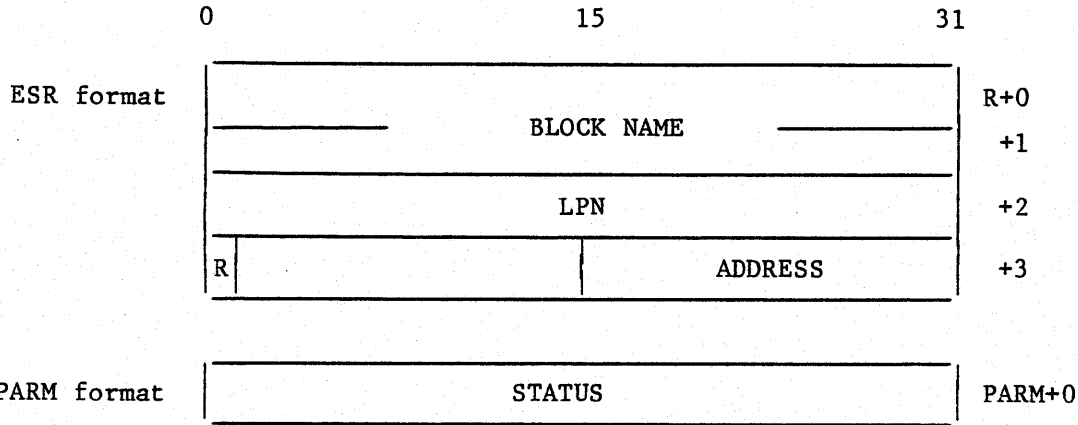 0 15 31
ESR format R+0
BLOCK NAME
+1
LPN +2
R ADDRESS +3
PARM format STATUS PARM+0